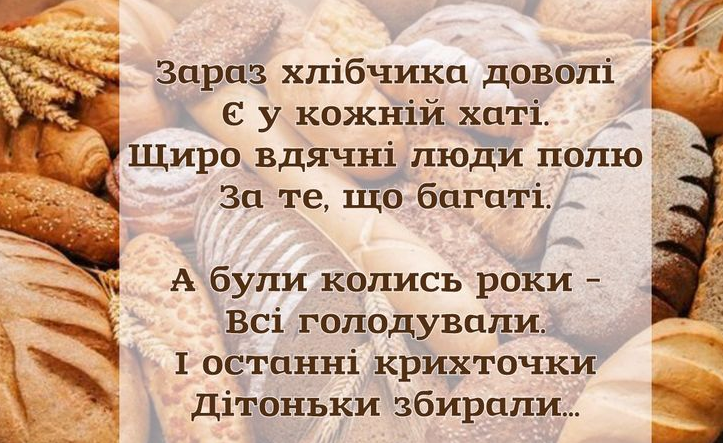 Зараз хлібчика доволі
Є у кожній хаті.
Щиро вдячні люди полю
За те, що багаті.
А були колись роки -
Всі голодували.
І останні крихточки
Дітоньки збирали...